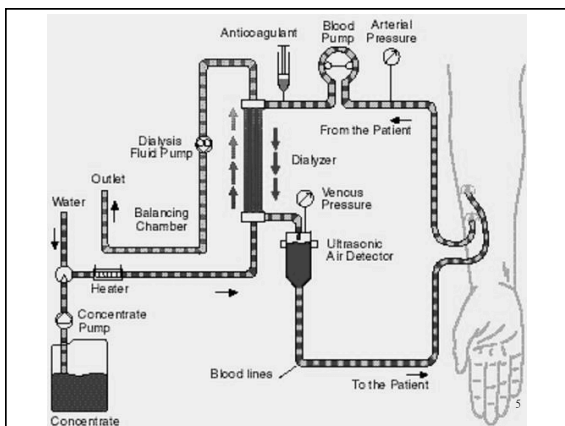 Anticoagulant
Blood
Pump
Arterial
Pressure
From the Patient
Dialysis
Fluid Pump
Dialyzer
Outlet
Water
Balancing
Chamber
Venous
Pressure
Ultrasonic
Air Detector
Heater
Concentrate
Pump
Blood lines
To the Patient
Concentrate
5